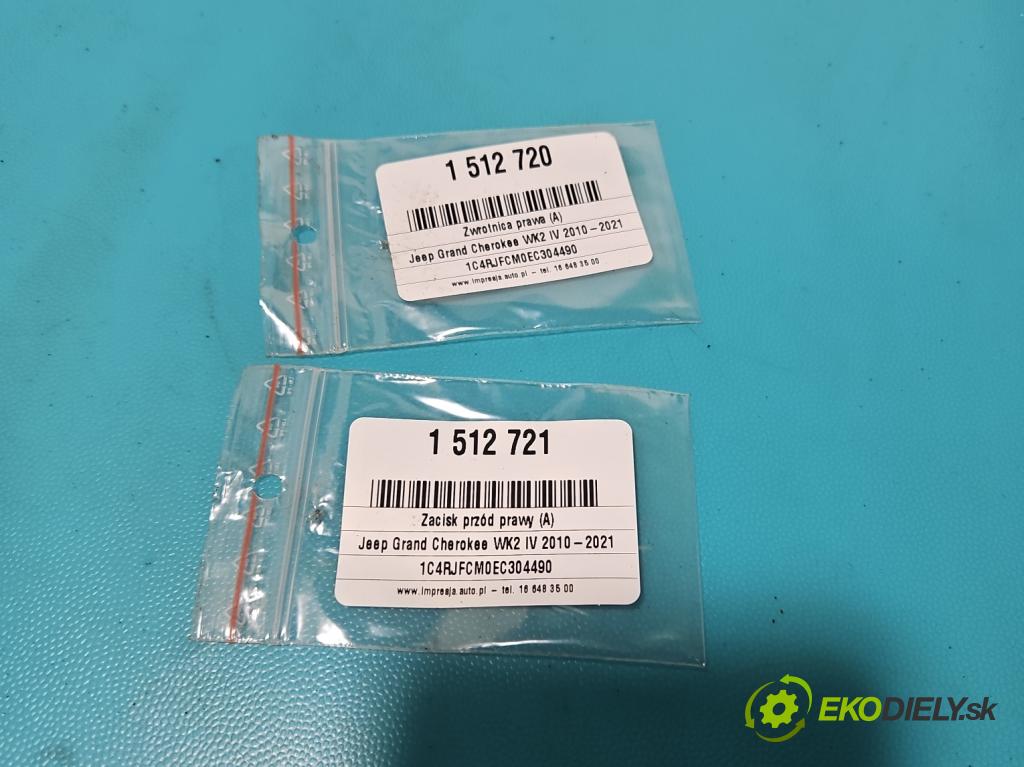 1 512 720
Zwrotnica prawa (A)
Jeep Grand Cherokee WK2 IV 2010-2021
1C4RJFCM0EC304490
www.impresja.auto.pl - tel. 16 648 35 00
1 512 721
Zacisk przód prawy (A)
Jeep Grand Cherokee WK2 IV 2010-2021
1C4RJFCM0EC304490
www.impresja.auto.pl - tel. 16 648 35 00
EKODIELY.sk